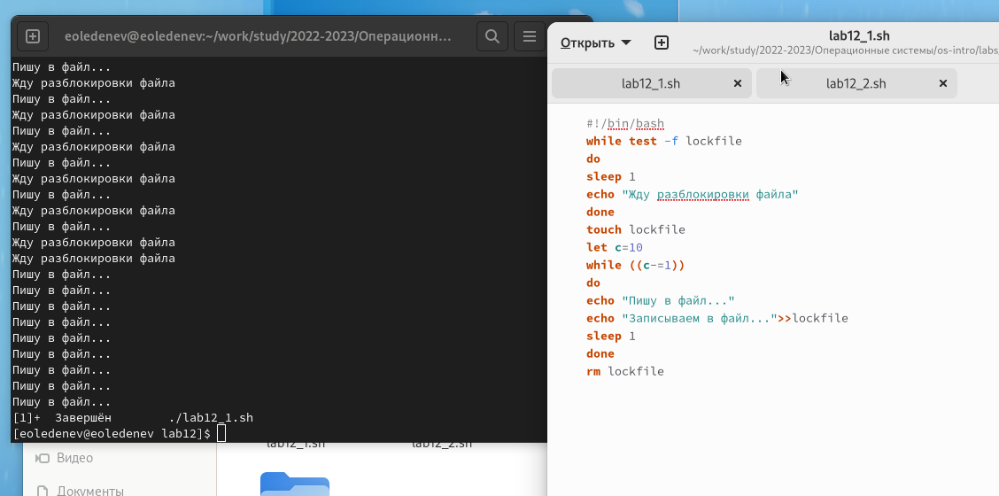 eoledenev@eoledenev:~/work/study/2022-2023/Операционн...
Пишу в файл...
Жду разблокировки файла
Пишу в файл...
Жду разблокировки файла
Пишу в файл...
Жду разблокировки файла
Пишу в файл...
Жду разблокировки файла
Пишу в файл...
Жду разблокировки файла
Пишу в файл...
Жду разблокировки файла
Жду разблокировки файла
Пишу в файл...
Пишу в файл...
Пишу в файл...
Пишу в файл...
Пишу в файл...
Пишу в файл...
Пишу в файл...
Пишу в файл...
Пишу в файл...
[1]+  Завершён        ./lab12_1.sh
[eoledenev@eoledenev lab12]$
lab12_1.sh lab12_2.sh
Видео
Документы
Открыть
lab12_1.sh
~/work/study/2022-2023/Операционные системы/os-intro/labs
lab12_1.sh lab12_2.sh
#!/bin/bash
while test -f lockfile
do
sleep 1
echo "Жду разблокировки файла"
done
touch lockfile
let c=10
while ((c-=1))
do
echo "Пишу в файл..."
echo "Записываем в файл...">>lockfile
sleep 1
done
rm lockfile